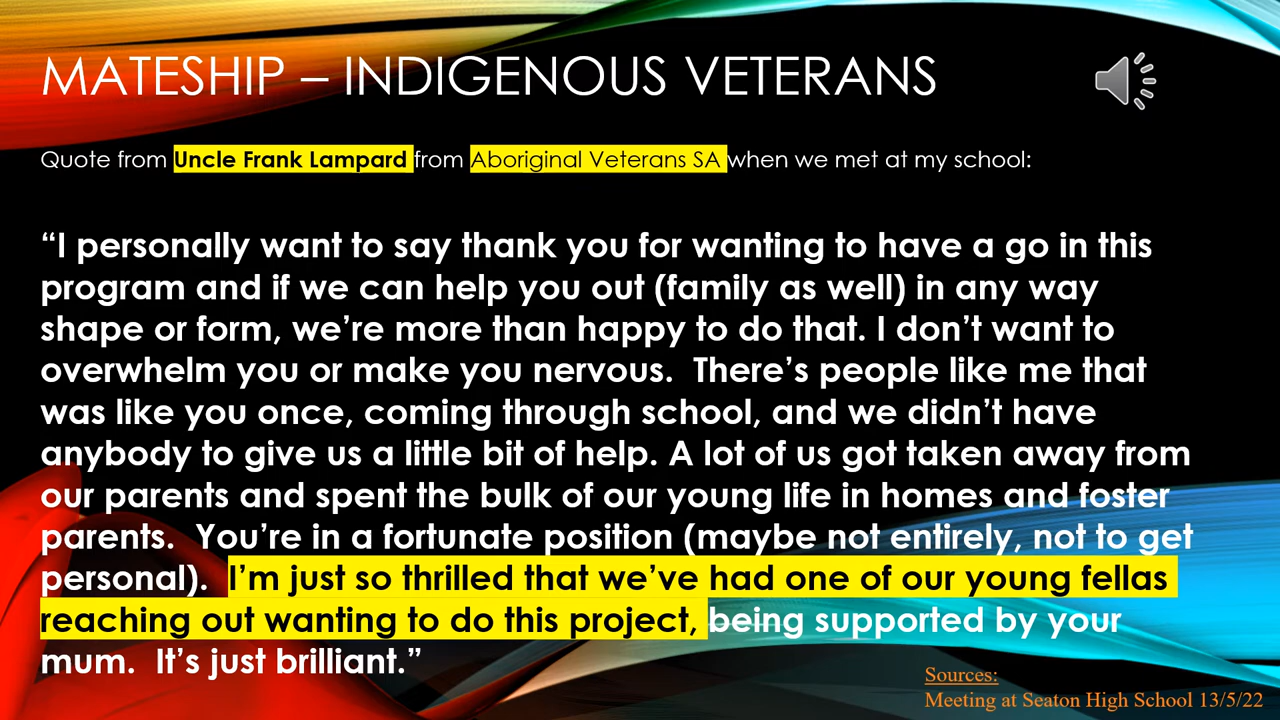 MATESHIP – INDIGENOUS VETERANS
Quote from Uncle Frank Lampard from Aboriginal Veterans SA when we met at my school:
“I personally want to say thank you for wanting to have a go in this
program and if we can help you out (family as well) in any way
shape or form, we’re more than happy to do that. I don’t want to
overwhelm you or make you nervous.  There’s people like me that
was like you once, coming through school, and we didn’t have
anybody to give us a little bit of help. A lot of us got taken away from
our parents and spent the bulk of our young life in homes and foster
parents.  You’re in a fortunate position (maybe not entirely, not to get
personal).  I’m just so thrilled that we’ve had one of our young fellas
reaching out wanting to do this project, being supported by your
mum.  It’s just brilliant.”
Sources:
Meeting at Seaton High School 13/5/22